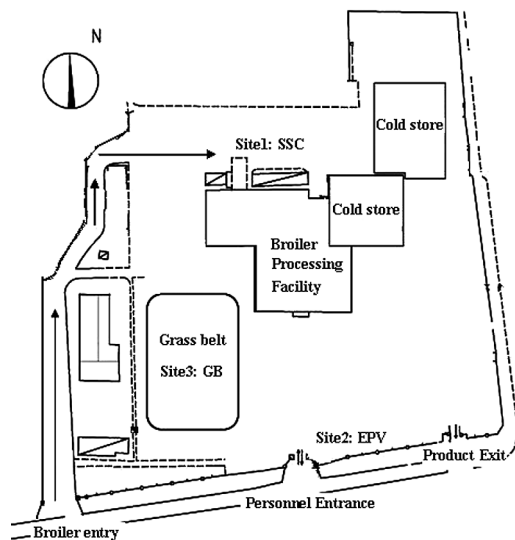 N
Cold store
Site1: SSC
Cold store
Broiler
Processing
Facility
Grass belt
Site3: GB
Site2: EPV
Product Exit
Personnel Entrance
Broiler entry